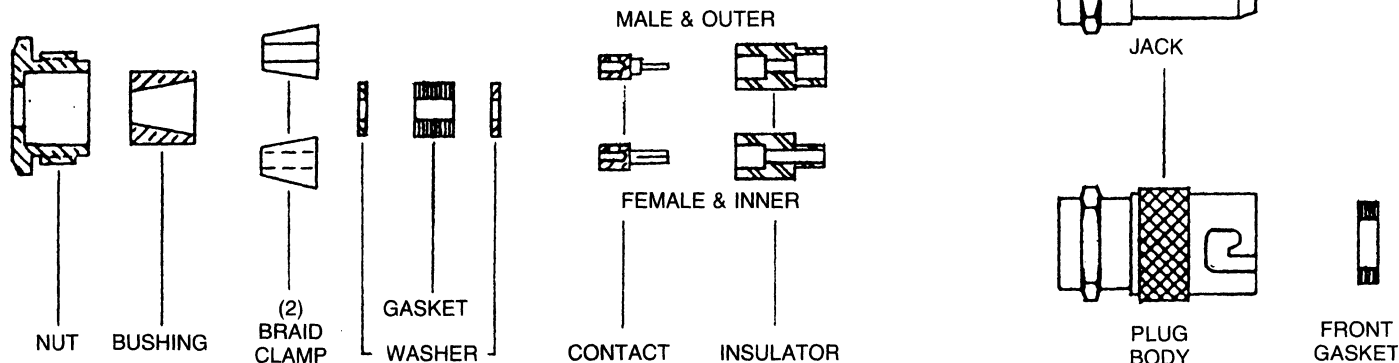 MALE & OUTER
JACK
FEMALE & INNER
NUT
BUSHING
(2)
BRAID
CLAMP
GASKET
WASHER
CONTACT
INSULATOR
PLUG
BODY
FRONT
GASKET